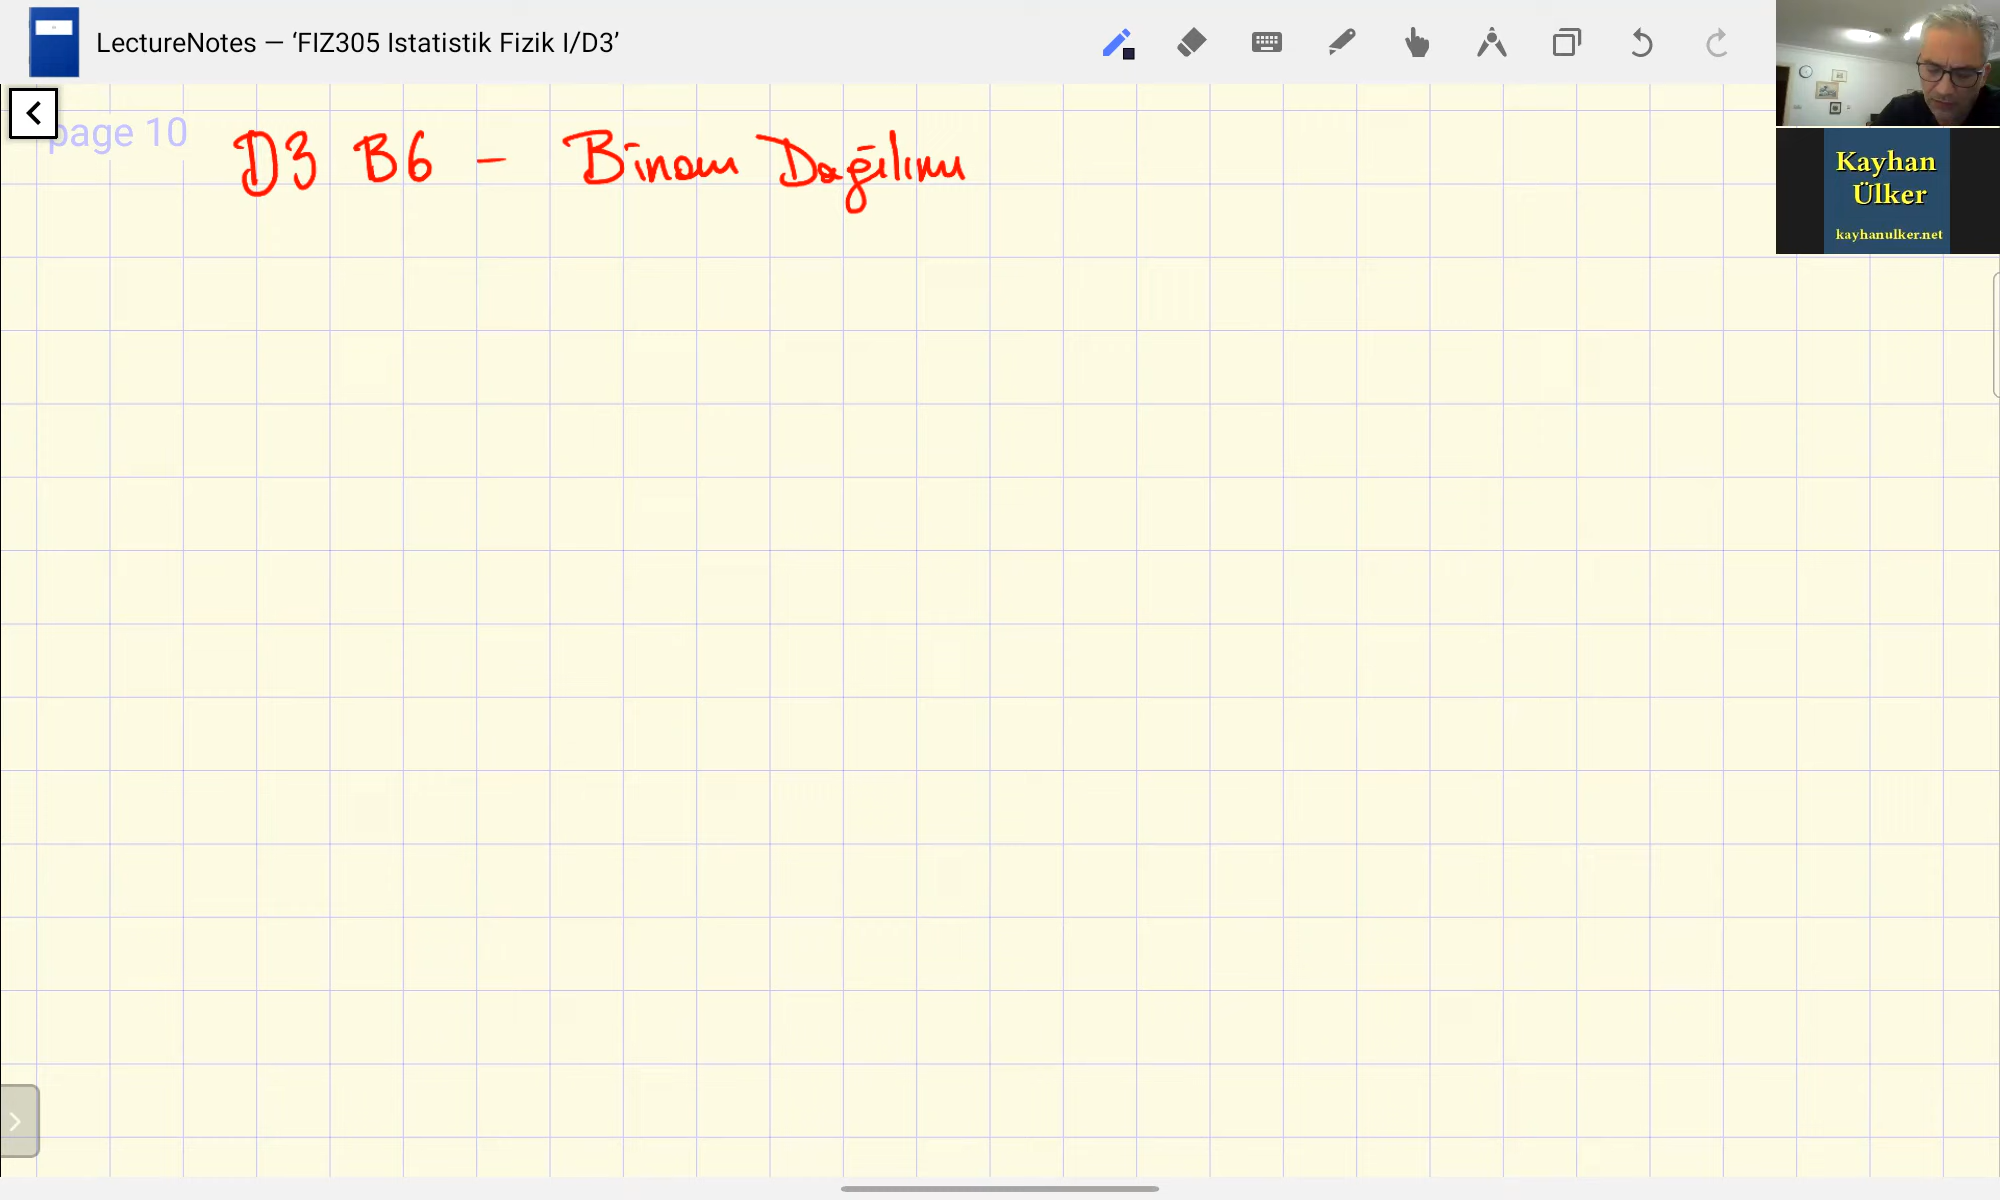 LectureNotes — ‘FIZ305 Istatistik Fizik I/D3’
page 10
D3 B6 - Binom Dağılımı
Kayhan
Ülker
kayhanulker.net